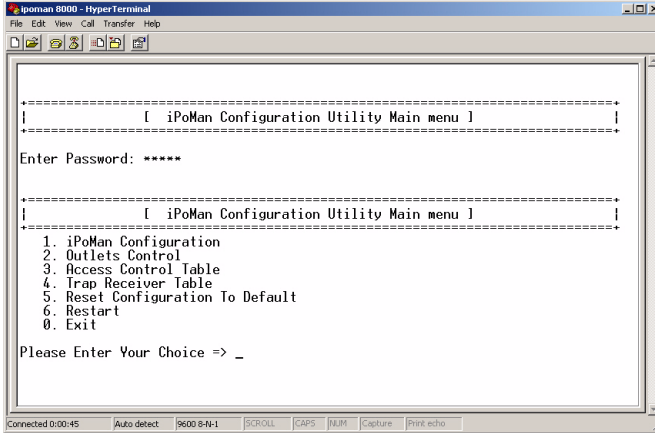 ipoman 8000 - HyperTerminal
File Edit View Call Transfer Help
+==========================================================================+
| [ iPoMan Configuration Utility Main menu ] |
+==========================================================================+
Enter Password: *****
+==========================================================================+
| [ iPoMan Configuration Utility Main menu ] |
+==========================================================================+
1. iPoMan Configuration
2. Outlets Control
3. Access Control Table
4. Trap Receiver Table
5. Reset Configuration To Default
6. Restart
0. Exit
Please Enter Your Choice => _
Connected 0:00:45 Auto detect 9600 8-N-1 SCROLL CAPS NUM Capture Print echo